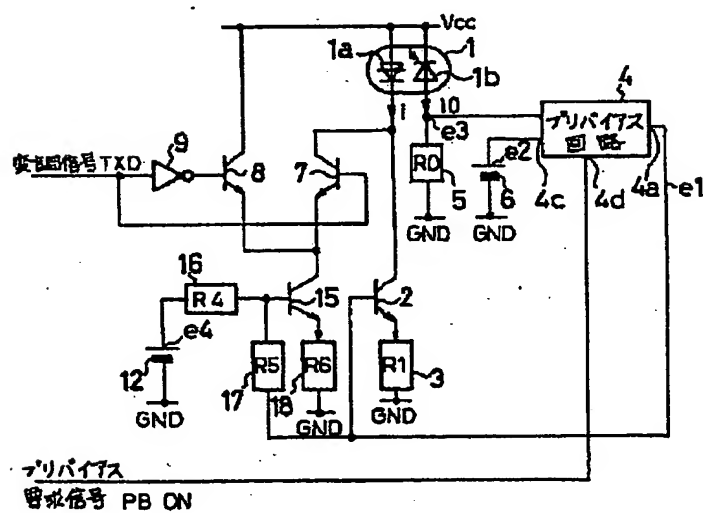 Vcc
1a
1
1b
4
I
10
e3
プリバイアス
回路
変調信号TXD
9
8
7
R0
5
e2
6
4c
4d
4a
e1
GND
GND
16
R4
15
2
e4
12
R5
17
R6
18
R1
3
GND
GND
GND
プリバイアス
要求信号 PB ON